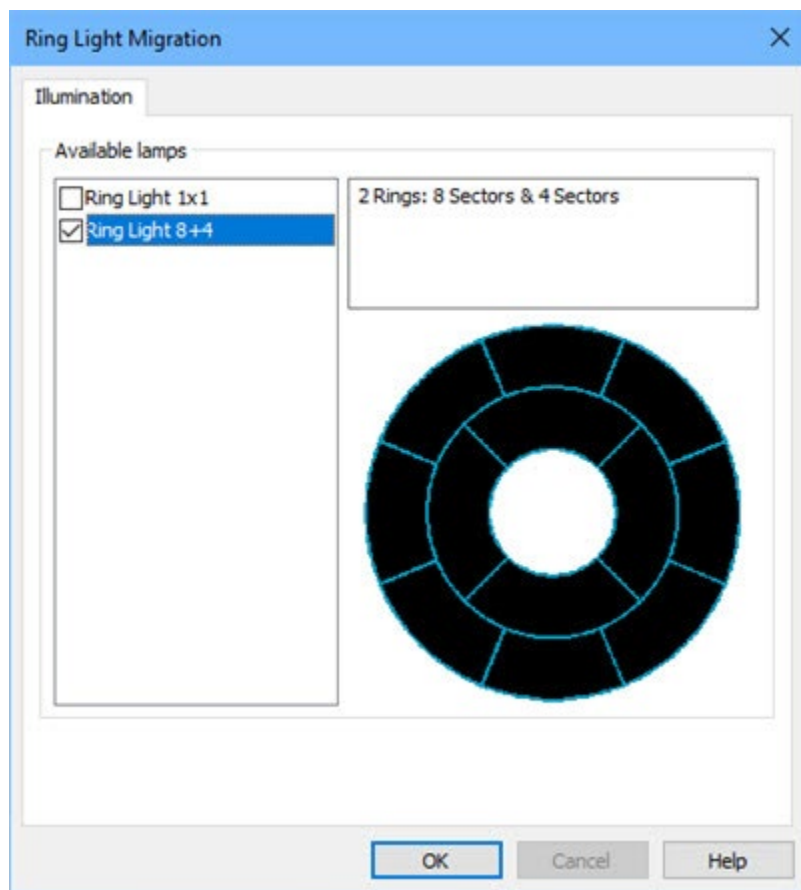 Ring Light Migration
Illumination
Available lamps
Ring Light 1x1
Ring Light 8+4
2 Rings: 8 Sectors & 4 Sectors
OK
Cancel
Help